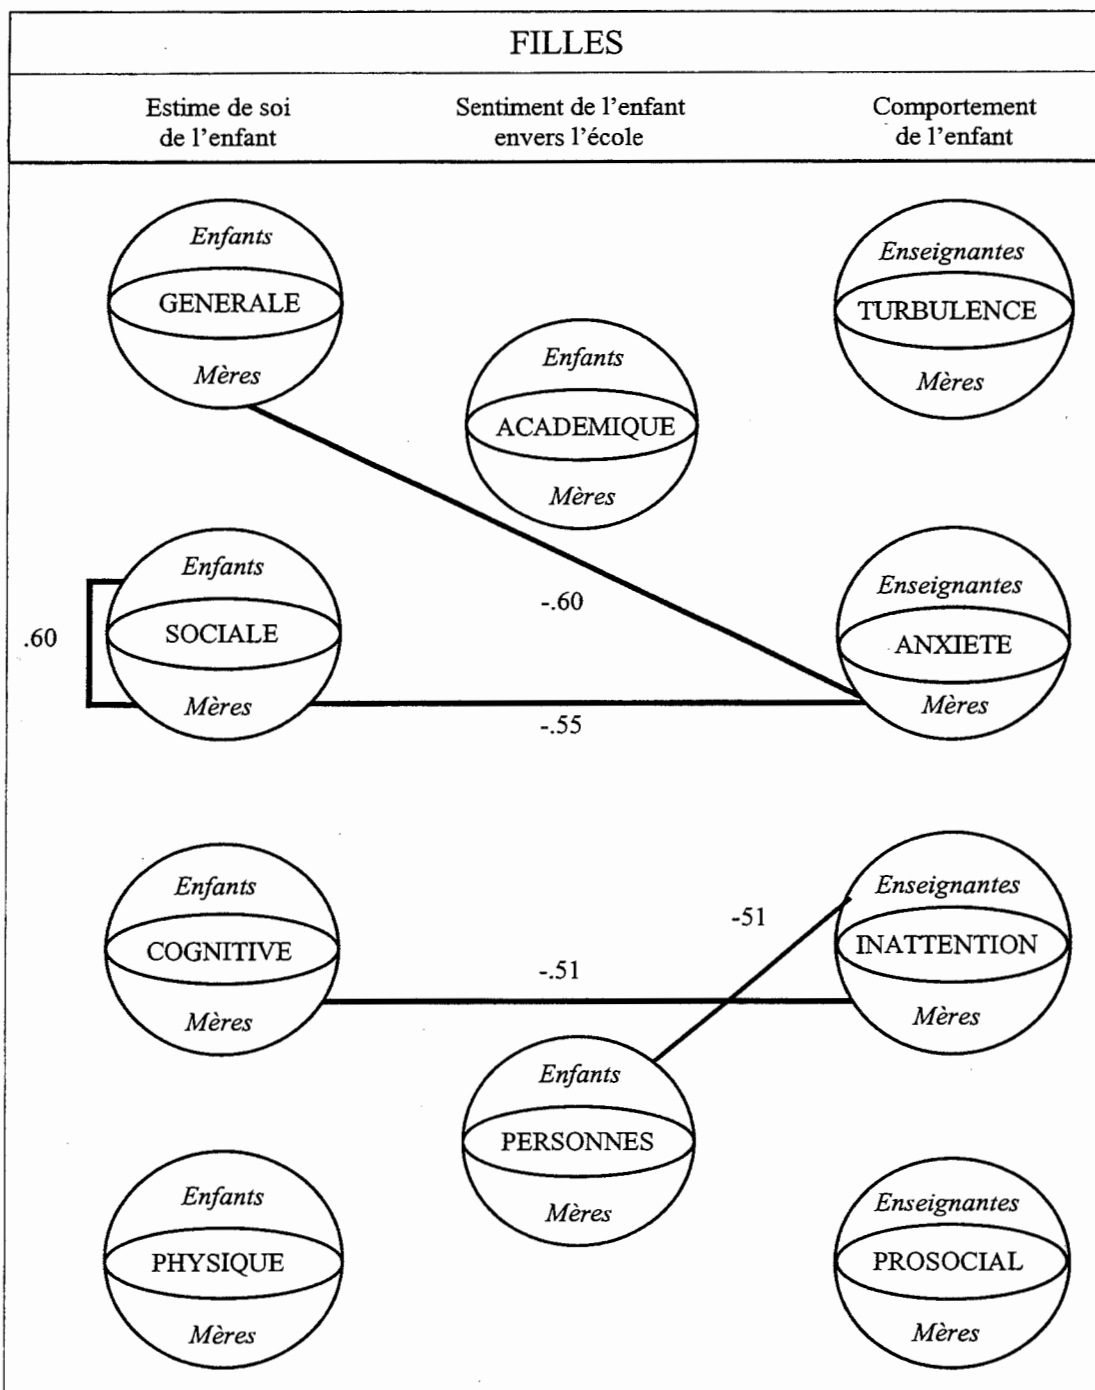 FILLES
Estime de soi
de l'enfant
Sentiment de l'enfant
envers l'école
Comportement
de l'enfant
Enfants
GENERALE
Mères
Enfants
ACADEMIQUE
Mères
Enseignantes
TURBULENCE
Mères
.60
Enfants
SOCIALE
Mères
-.60
-.55
Enseignantes
ANXIETE
Mères
Enfants
COGNITIVE
Mères
-51
-.51
Enseignantes
INATTENTION
Mères
Enfants
PERSONNES
Mères
Enfants
PHYSIQUE
Mères
Enseignantes
PROSOCIAL
Mères